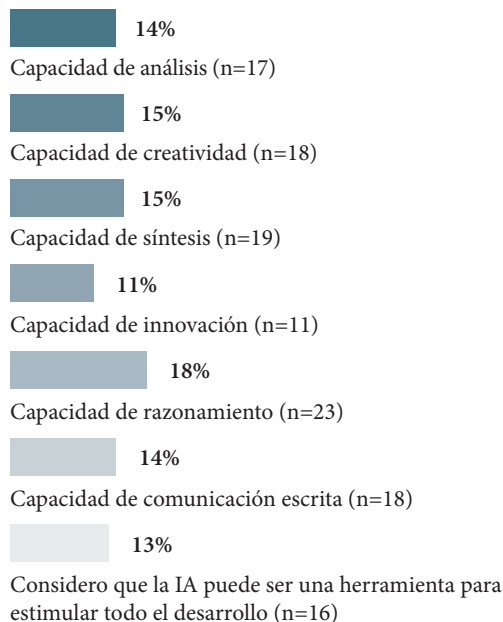 14%
Capacidad de análisis (n=17)
15%
Capacidad de creatividad (n=18)
15%
Capacidad de síntesis (n=19)
11%
Capacidad de innovación (n=11)
18%
Capacidad de razonamiento (n=23)
14%
Capacidad de comunicación escrita (n=18)
13%
Considero que la IA puede ser una herramienta para
estimular todo el desarrollo (n=16)